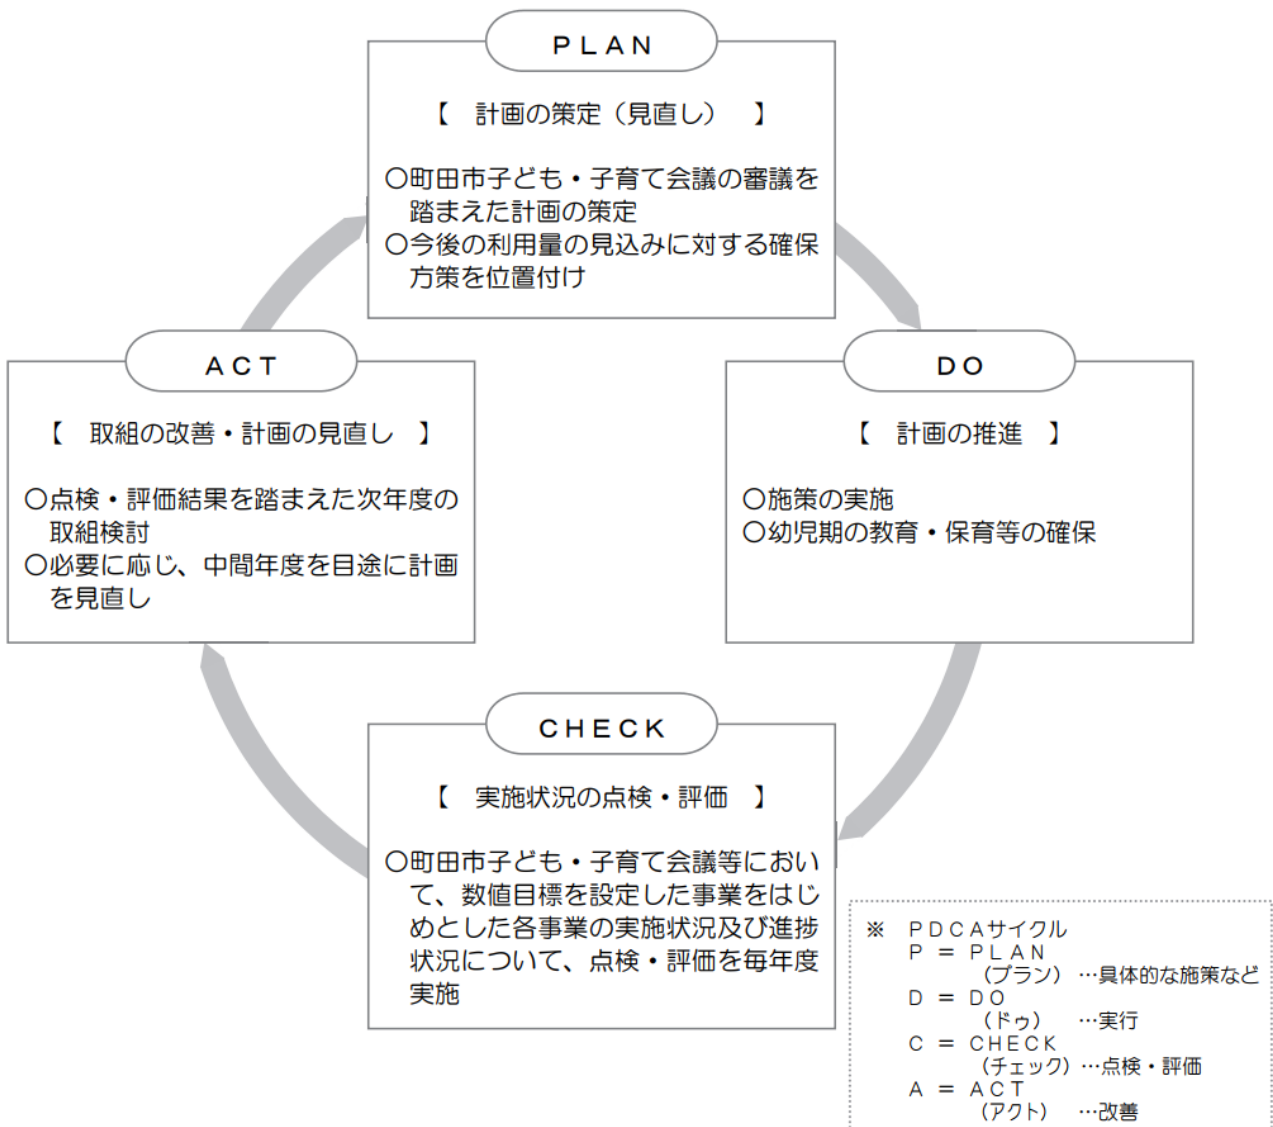 PLAN
【 計画の策定（見直し） 】
○町田市子ども・子育て会議の審議を
踏まえた計画の策定
○今後の利用量の見込みに対する確保
方策を位置付け
ACT
【 取組の改善・計画の見直し 】
○点検・評価結果を踏まえた次年度の
取組検討
○必要に応じ、中間年度を目途に計画
を見直し
DO
【 計画の推進 】
○施策の実施
○幼児期の教育・保育等の確保
CHECK
【 実施状況の点検・評価 】
○町田市子ども・子育て会議等におい
て、数値目標を設定した事業をはじ
めとした各事業の実施状況及び進捗
状況について、点検・評価を毎年度
実施
※ PDCAサイクル
P = PLAN
（プラン） …具体的な施策など
D = DO
（ドゥ） …実行
C = CHECK
（チェック）…点検・評価
A = ACT
（アクト） …改善